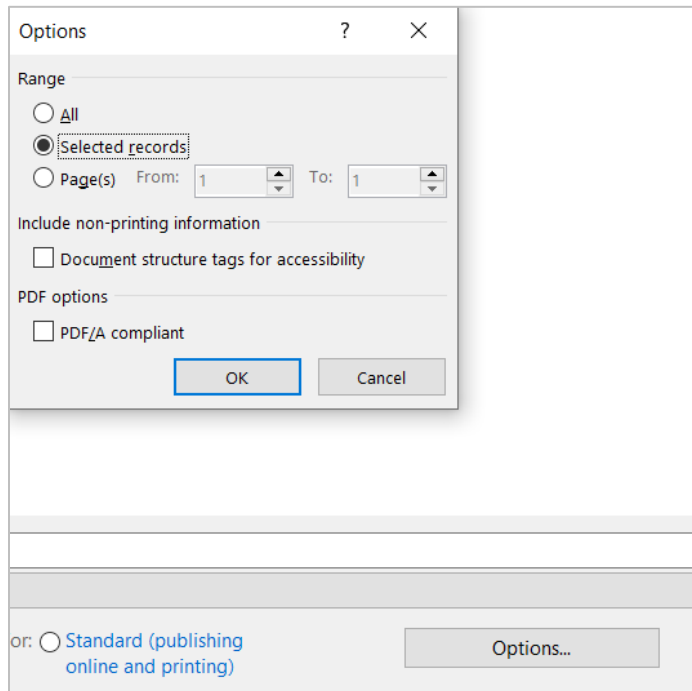 Options ?
Range
All
Selected records
Page(s) From: 1 To: 1
Include non-printing information
Document structure tags for accessibility
PDF options
PDF/A compliant
OK Cancel
or: Standard (publishing
online and printing)
Options...